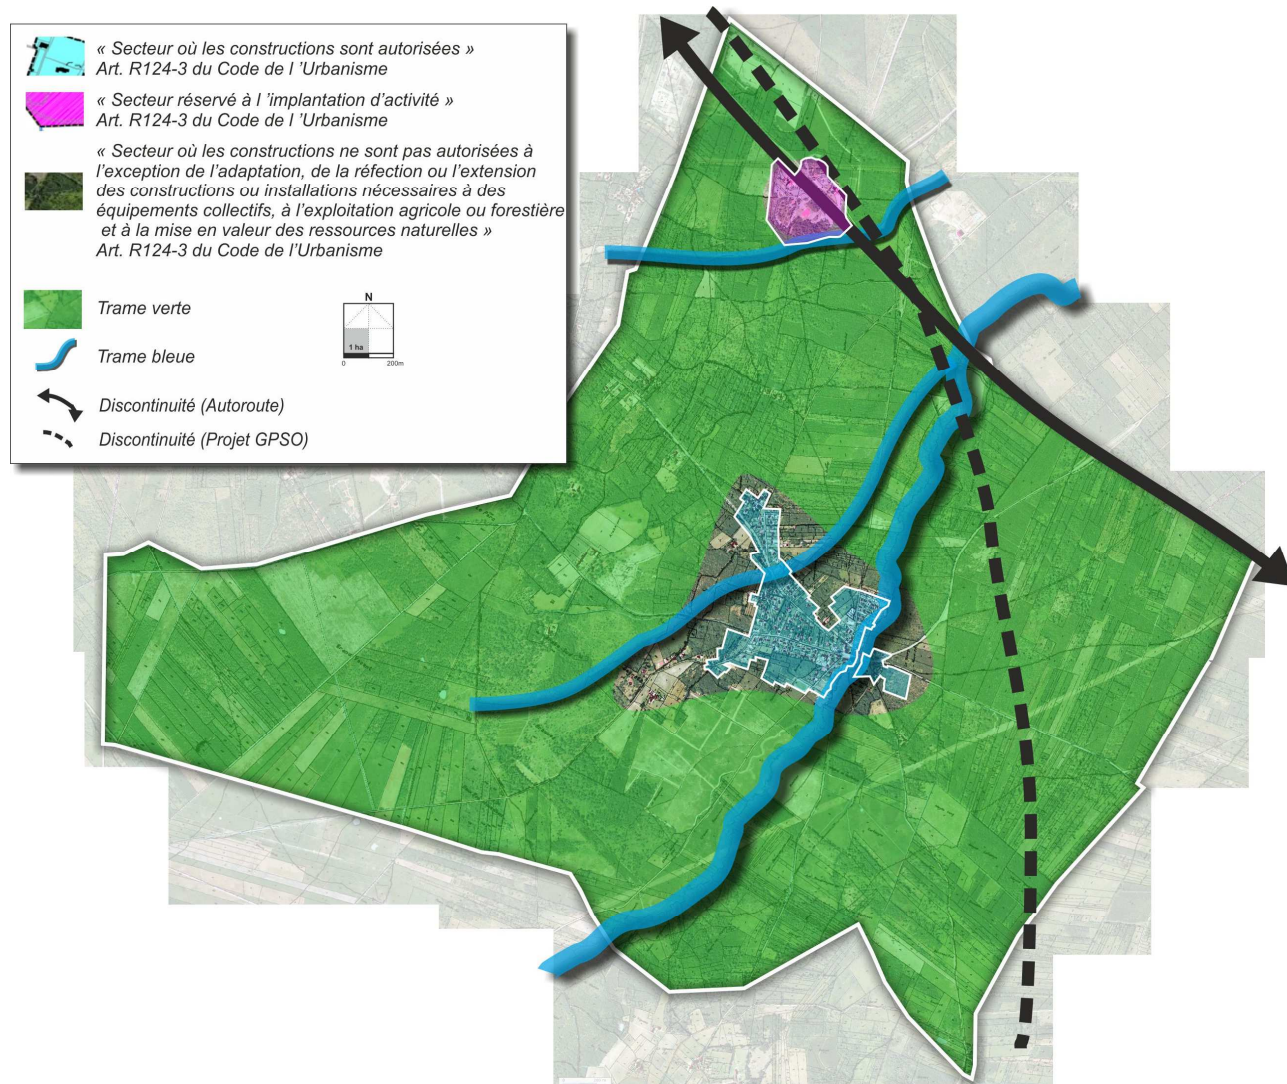 « Secteur où les constructions sont autorisées »
Art. R124-3 du Code de l ’Urbanisme
« Secteur réservé à l ’implantation d’activité »
Art. R124-3 du Code de l ’Urbanisme
« Secteur où les constructions ne sont pas autorisées à
l’exception de l’adaptation, de la réfection ou l’extension
des constructions ou installations nécessaires à des
équipements collectifs, à l’exploitation agricole ou forestière
et à la mise en valeur des ressources naturelles »
Art. R124-3 du Code de l’Urbanisme
Trame verte
N
1 ha
0 200m
Trame bleue
Discontinuité (Autoroute)
Discontinuité (Projet GPSO)